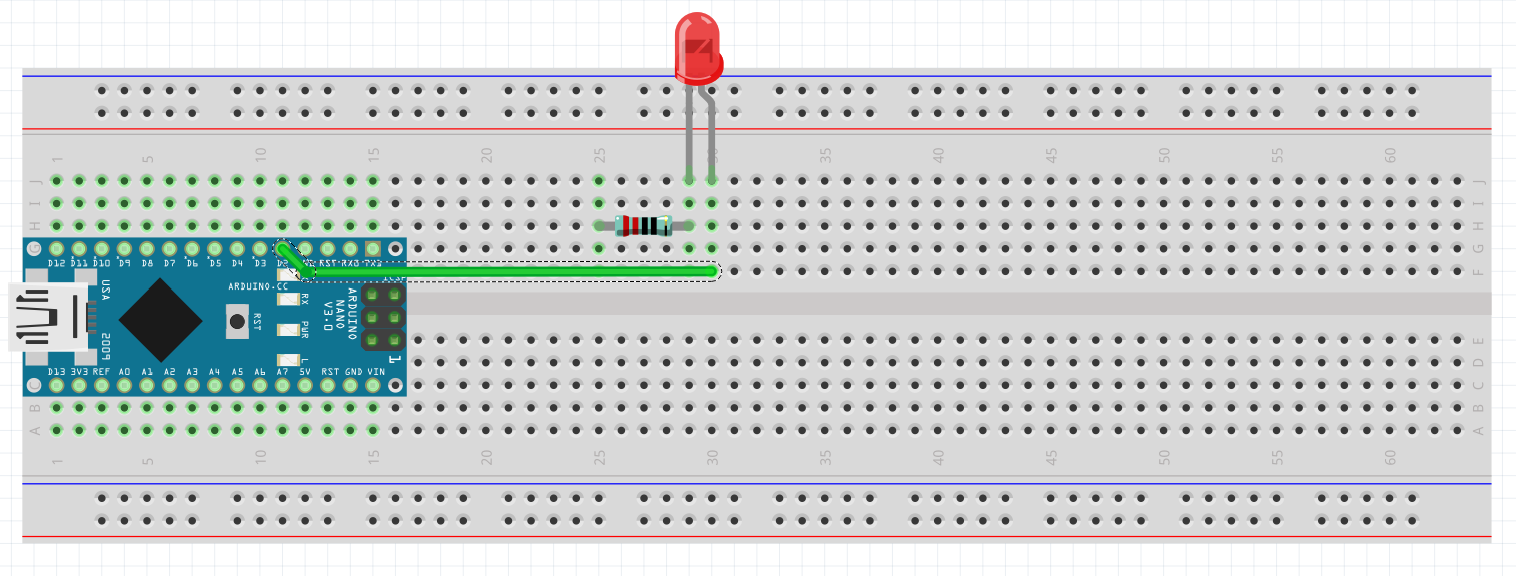 1 5 10 15 20 25 30 35 40 45 50 55 60
J J
I I
H H
G G
D12 D11 D10 D9 D8 D7 D6 D5 D4 D3 D2 RST RX0 TX1
F
ARDUINO.CC
USA
RX
RST
ARDUINO
NANO
V3.0
PWR
2009
L
1
E
D
D13 3V3 REF A0 A1 A2 A3 A4 A5 A6 A7 5V RST GND VIN
C C
B B
A A
1 5 10 15 20 25 30 35 40 45 50 55 60